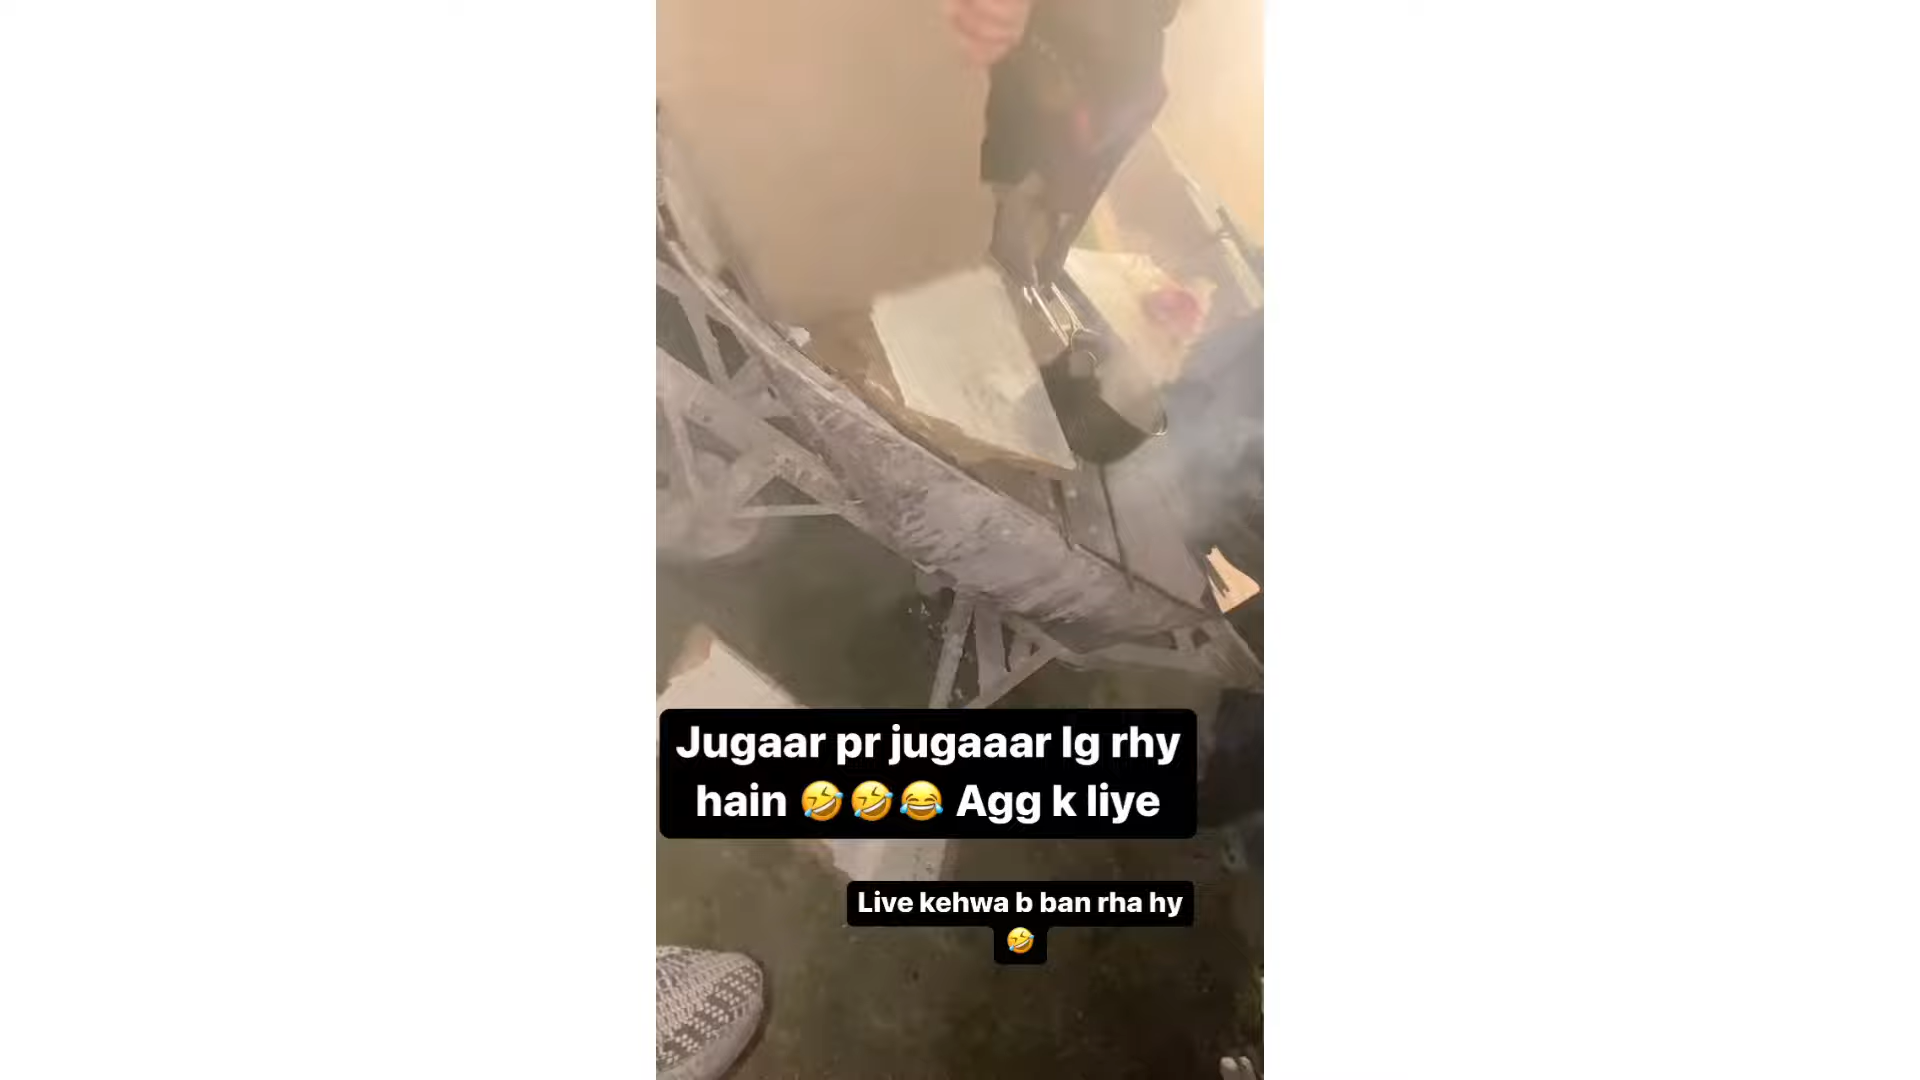 Jugaar pr jugaaar lg rhy
hain 🤣🤣😂 Agg k liye
Live kehwa b ban rha hy
🤣